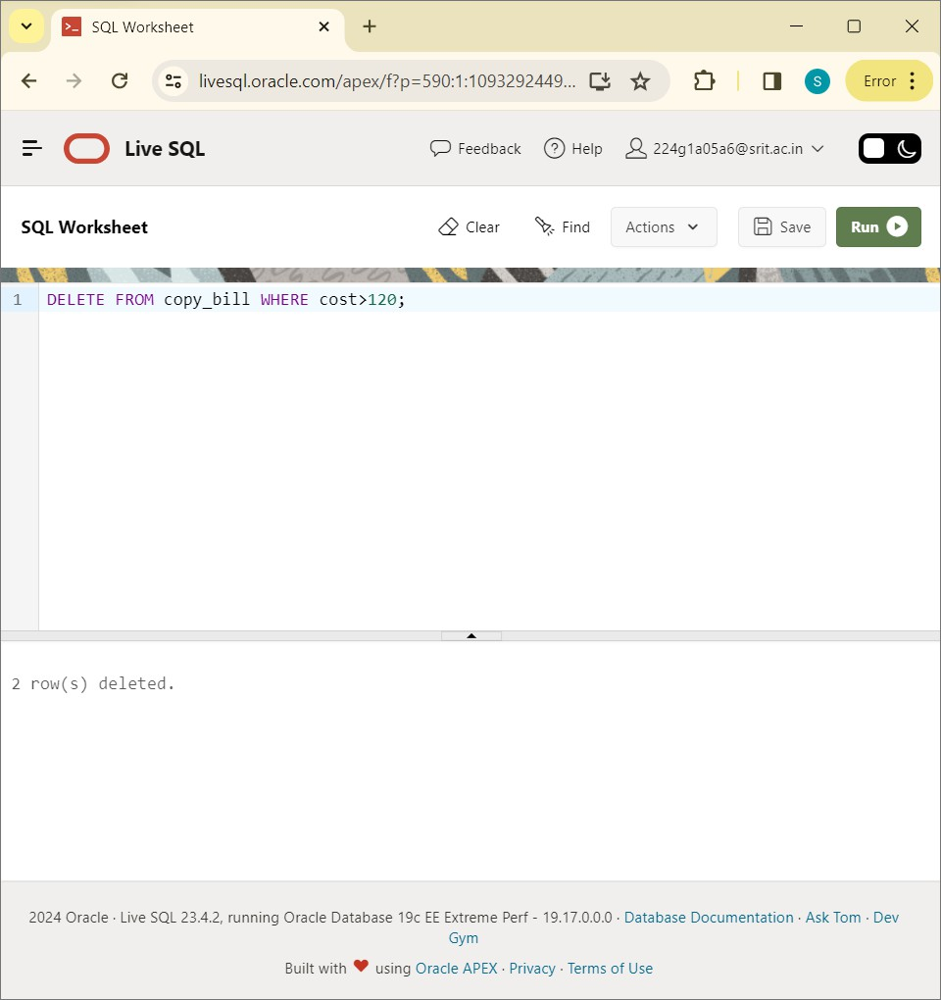 SQL Worksheet
livesql.oracle.com/apex/f?p=590:1:1093292449...
S
Error
Live SQL
Feedback
Help
224g1a05a6@srit.ac.in
SQL Worksheet
Clear
Find
Actions
Save
Run
1 DELETE FROM copy_bill WHERE cost>120;
2 row(s) deleted.
2024 Oracle · Live SQL 23.4.2, running Oracle Database 19c EE Extreme Perf - 19.17.0.0.0 · Database Documentation · Ask Tom · Dev
Gym
Built with ❤ using Oracle APEX · Privacy · Terms of Use